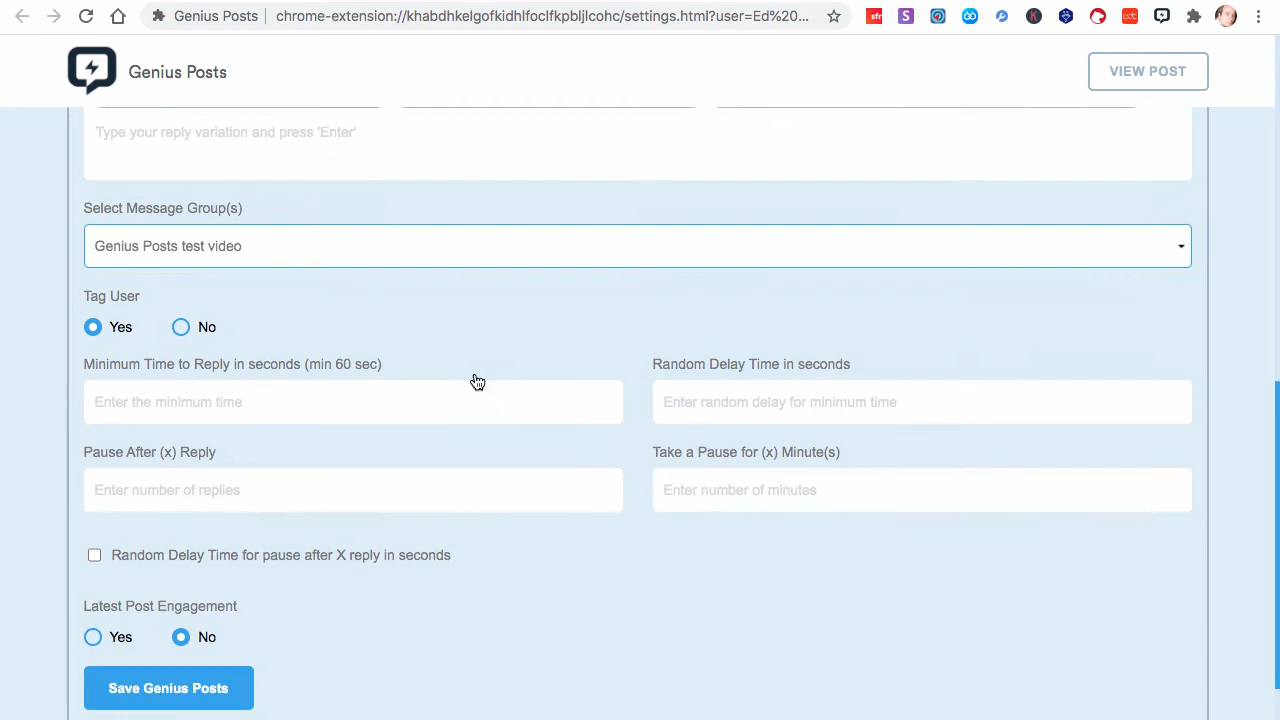 Genius Posts
chrome-extension://khbbdhkelgofkidhlfoclfkpbljlcohc/settings.html?user=Ed%20...
Genius Posts
VIEW POST
Type your reply variation and press 'Enter'
Select Message Group(s)
Genius Posts test video
Tag User
Yes
No
Minimum Time to Reply in seconds (min 60 sec)
Random Delay Time in seconds
Enter the minimum time
Enter random delay for minimum time
Pause After (x) Reply
Take a Pause for (x) Minute(s)
Enter number of replies
Enter number of minutes
Random Delay Time for pause after X reply in seconds
Latest Post Engagement
Yes
No
Save Genius Posts